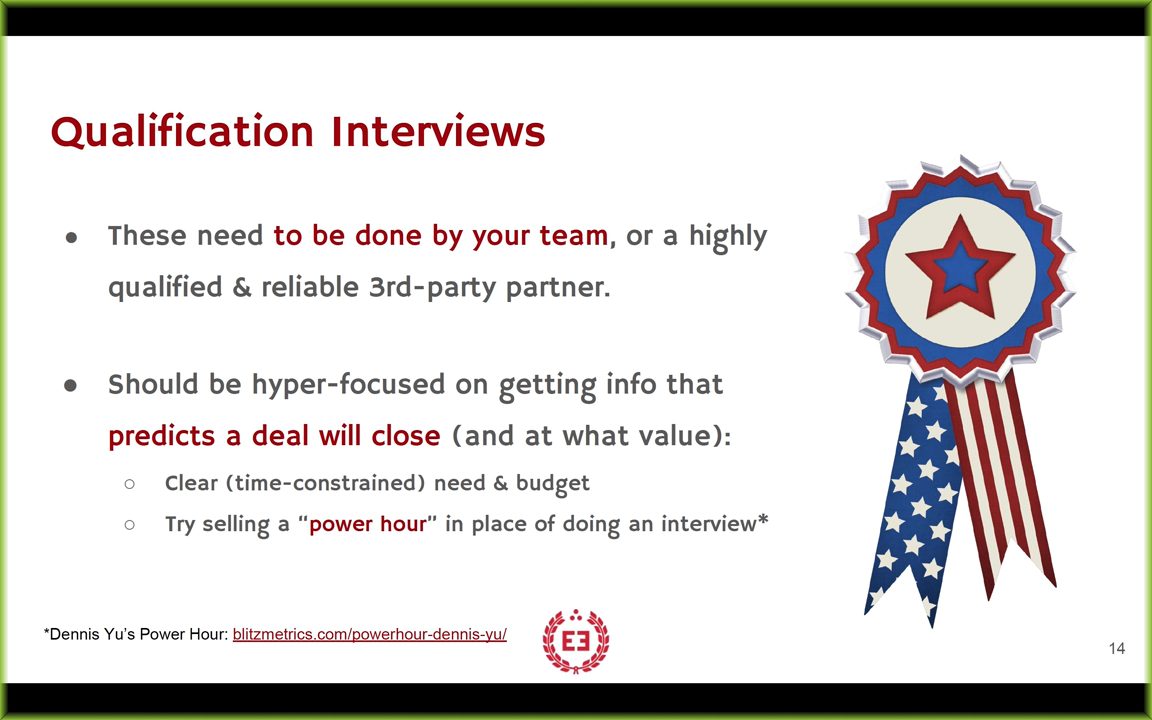 Qualification Interviews
● These need to be done by your team, or a highly
qualified & reliable 3rd-party partner.
● Should be hyper-focused on getting info that
predicts a deal will close (and at what value):
○ Clear (time-constrained) need & budget
○ Try selling a "power hour" in place of doing an interview*
*Dennis Yu's Power Hour: blitzmetrics.com/powerhour-dennis-yu/
EE
14